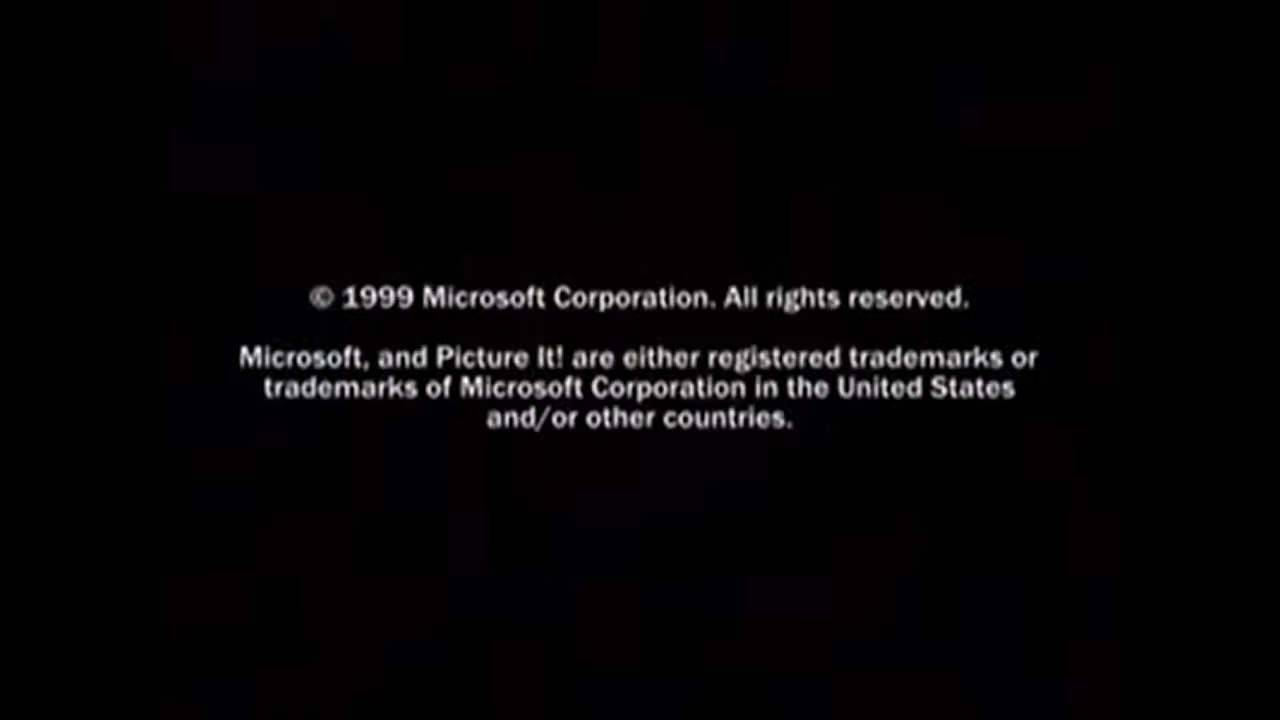 © 1999 Microsoft Corporation. All rights reserved.
Microsoft, and Picture It! are either registered trademarks or
trademarks of Microsoft Corporation in the United States
and/or other countries.